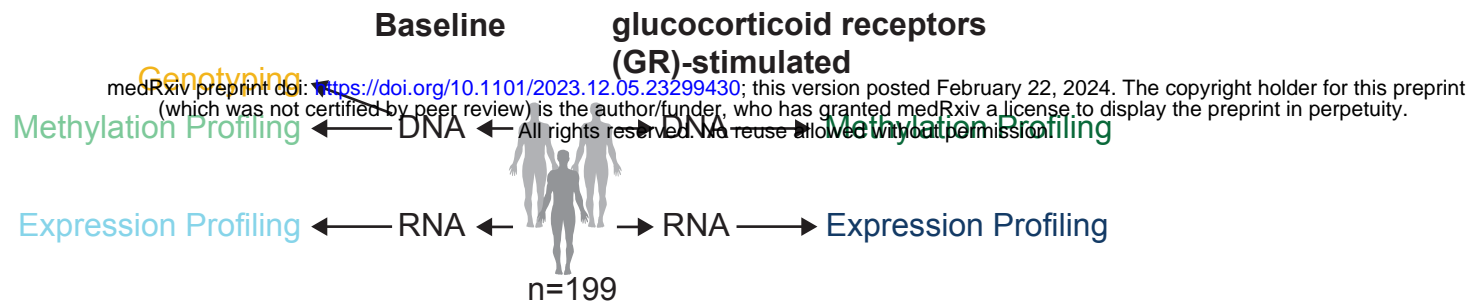 Baseline
glucocorticoid receptors
(GR)-stimulated
Genotyping
medRxiv preprint doi: https://doi.org/10.1101/2023.12.05.23299430; this version posted February 22, 2024. The copyright holder for this preprint
(which was not certified by peer review) is the author/funder, who has granted medRxiv a license to display the preprint in perpetuity.
All rights reserved. No reuse allowed without permission.
Methylation Profiling DNA DNA Methylation Profiling
Expression Profiling RNA RNA Expression Profiling
n=199